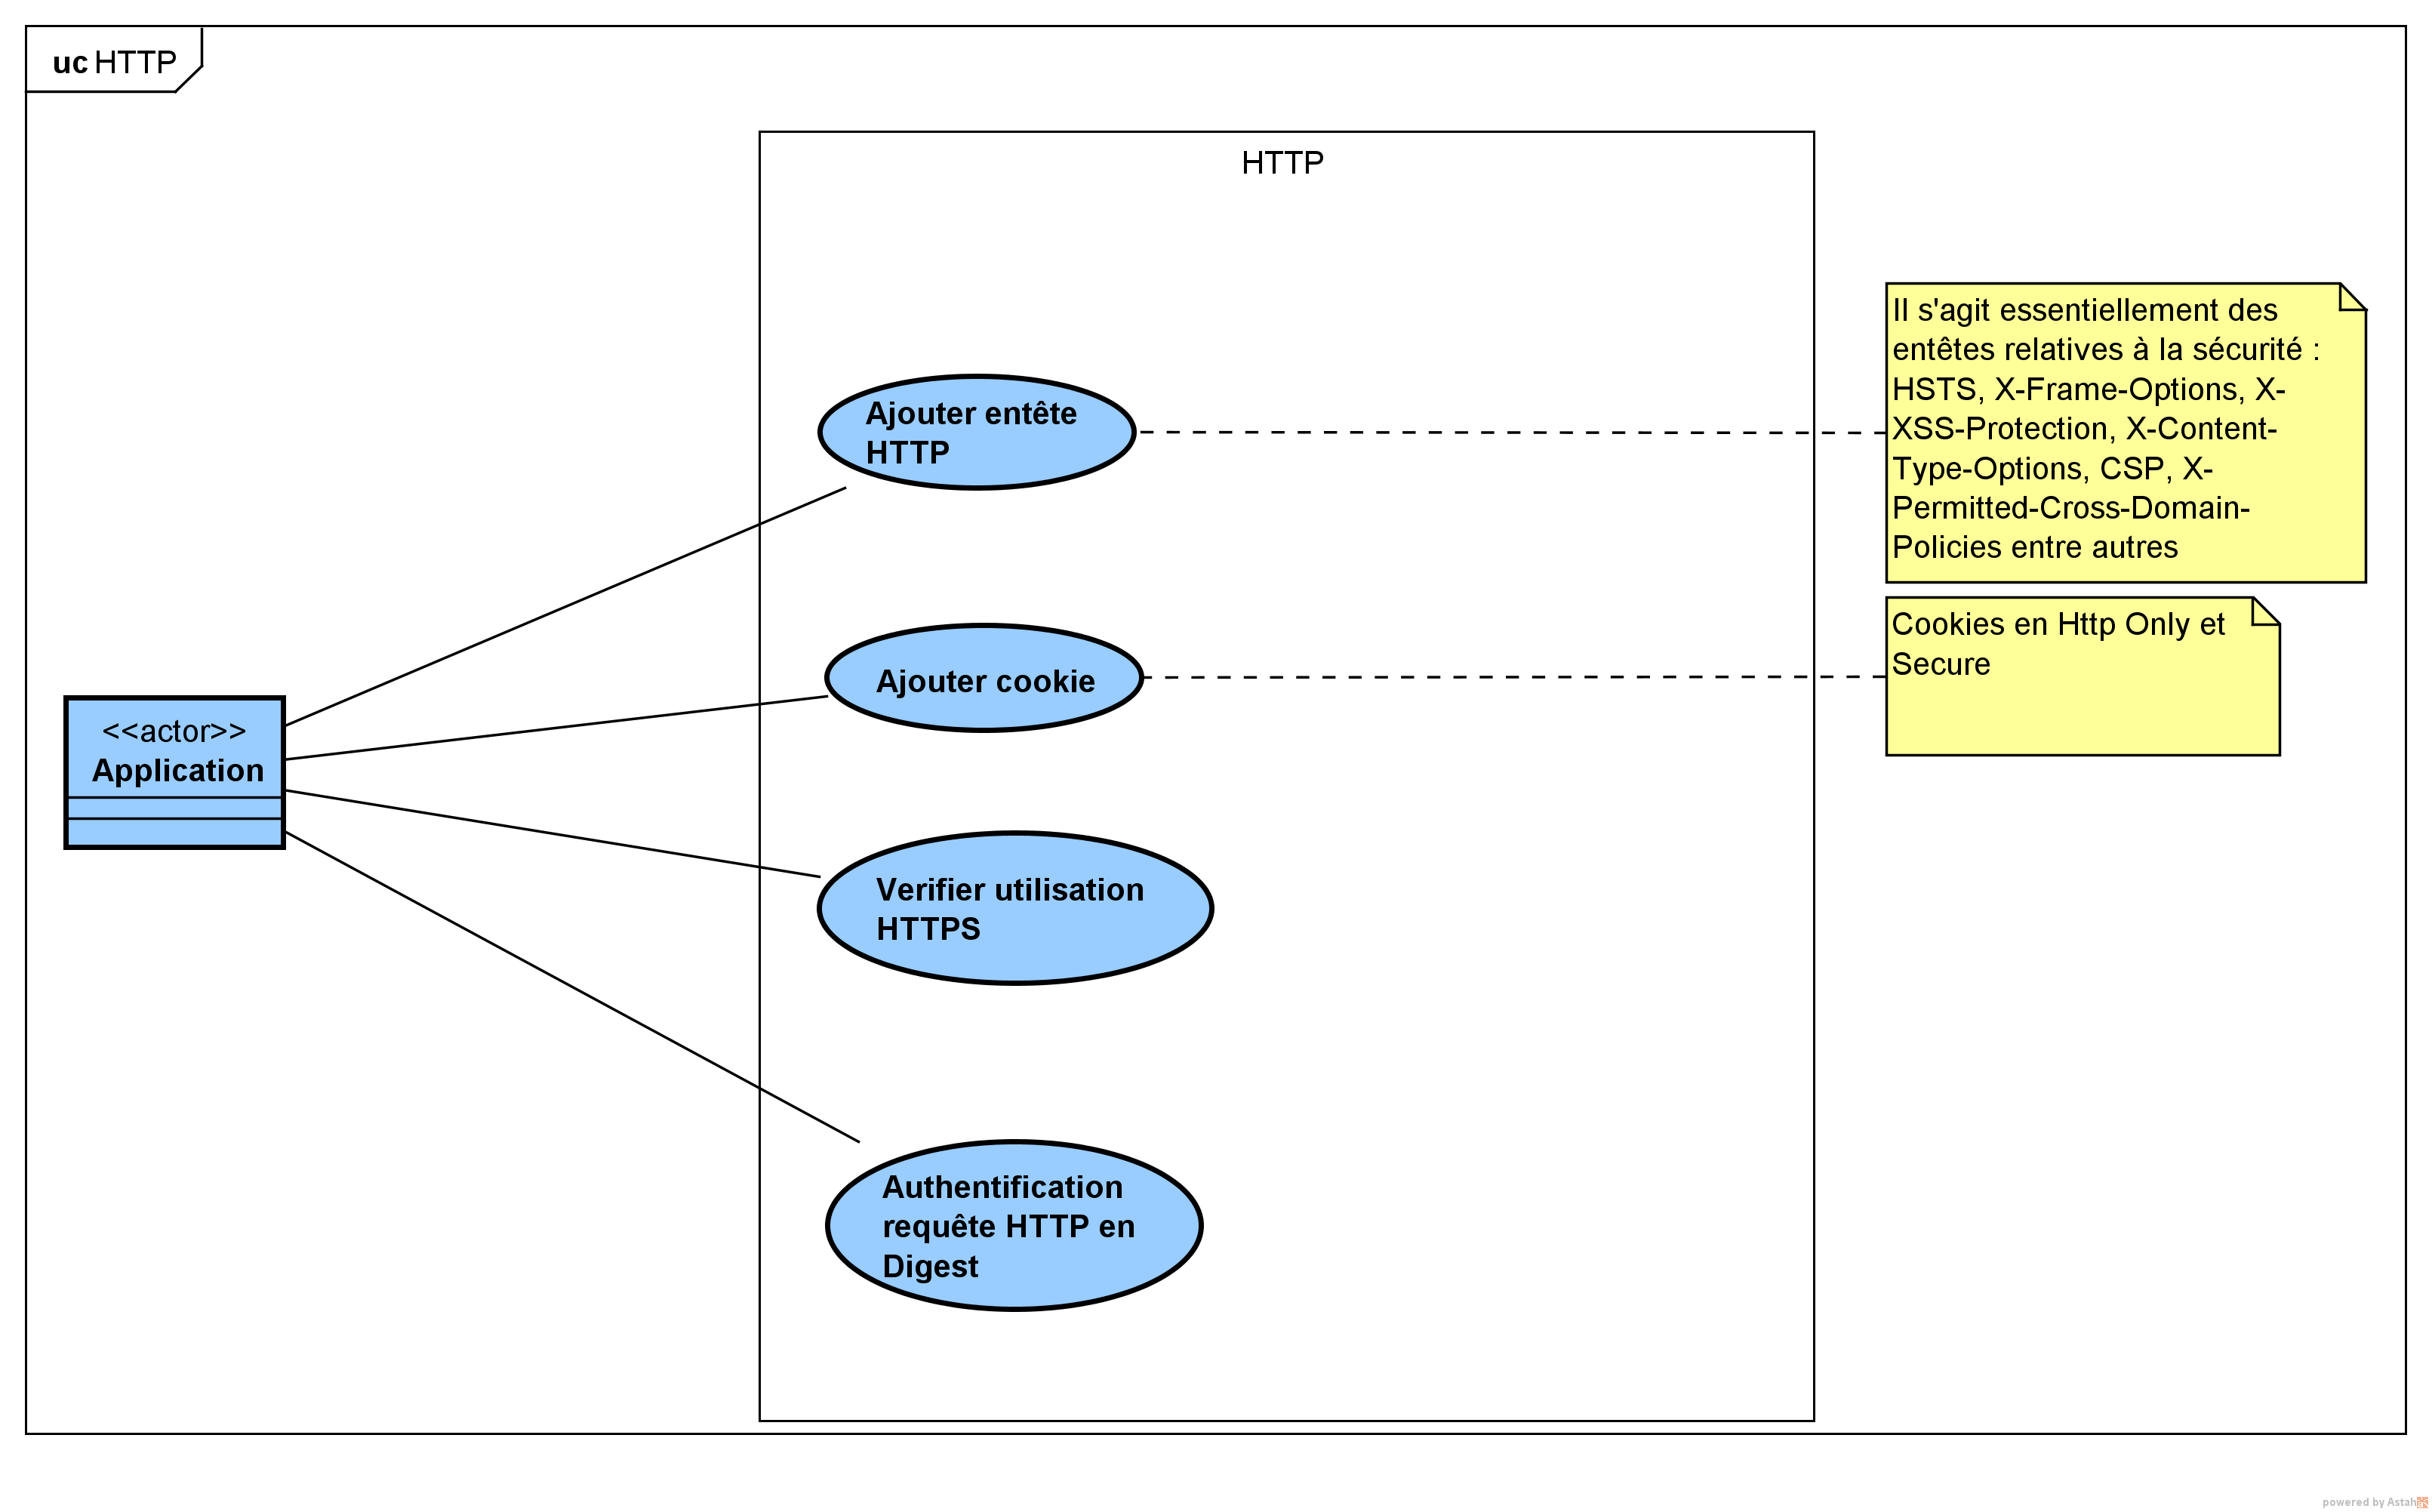 uc HTTP
HTTP
Il s'agit essentiellement des
entêtes relatives à la sécurité :
HSTS, X-Frame-Options, X-
XSS-Protection, X-Content-
Type-Options, CSP, X-
Permitted-Cross-Domain-
Policies entre autres
Ajouter entête
HTTP
Cookies en Http Only et
Secure
Ajouter cookie
<<actor>>
Application
Verifier utilisation
HTTPS
Authentification
requête HTTP en
Digest
powered by Astah